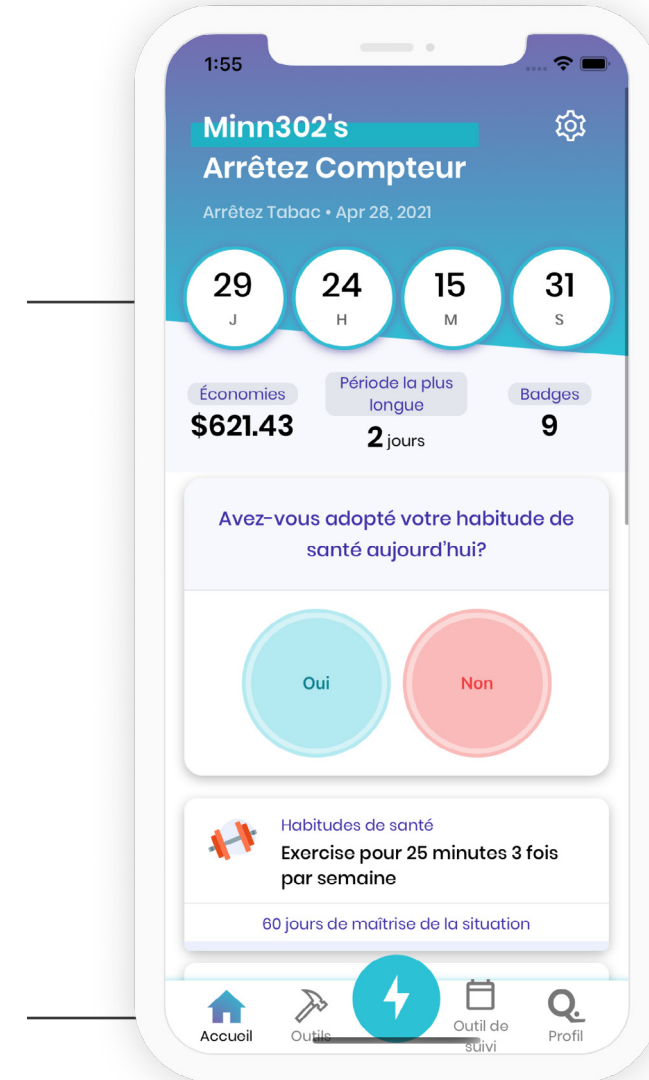 1:55
Minn302's
Arrêtez Compteur
Arrêtez Tabac • Apr 28, 2021
29 24 15 31
J H M S
Économies
$621.43
Période la plus
longue
2 jours
Badges
9
Avez-vous adopté votre habitude de
santé aujourd'hui?
Oui Non
Habitudes de santé
Exercise pour 25 minutes 3 fois
par semaine
60 jours de maîtrise de la situation
Accueil
Outils
Outil de
suivi
Q.
Profil